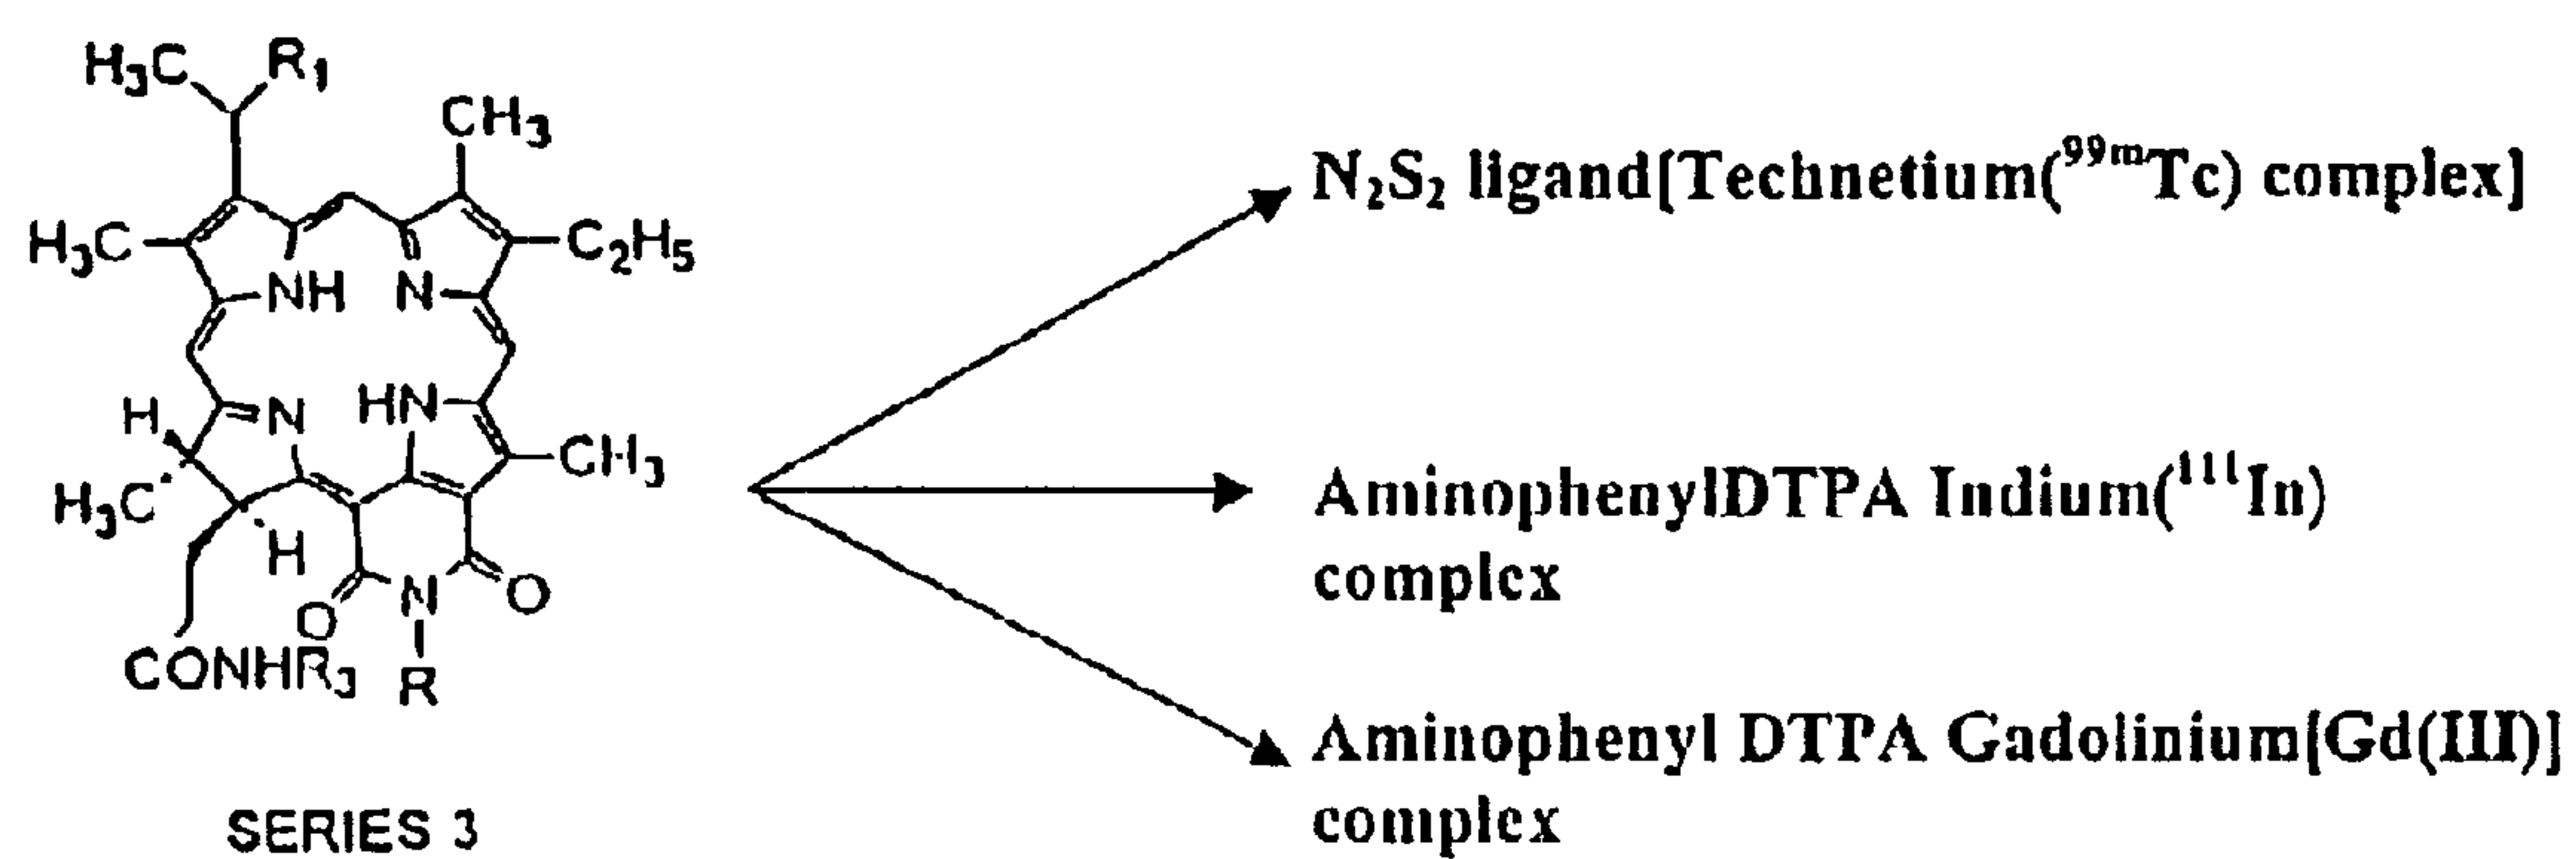 H₃C R₁
CH₃
H₃C C₂H₅
NH N
N HN
H
CH₃
H₃C
H
O N O
CONHR₃ R
SERIES 3
N₂S₂ ligand[Technetium(⁹⁹ᵐTc) complex]
AminophenylDTPA Indium(¹¹¹In)
complex
Aminophenyl DTPA Gadolinium[Gd(III)]
complex